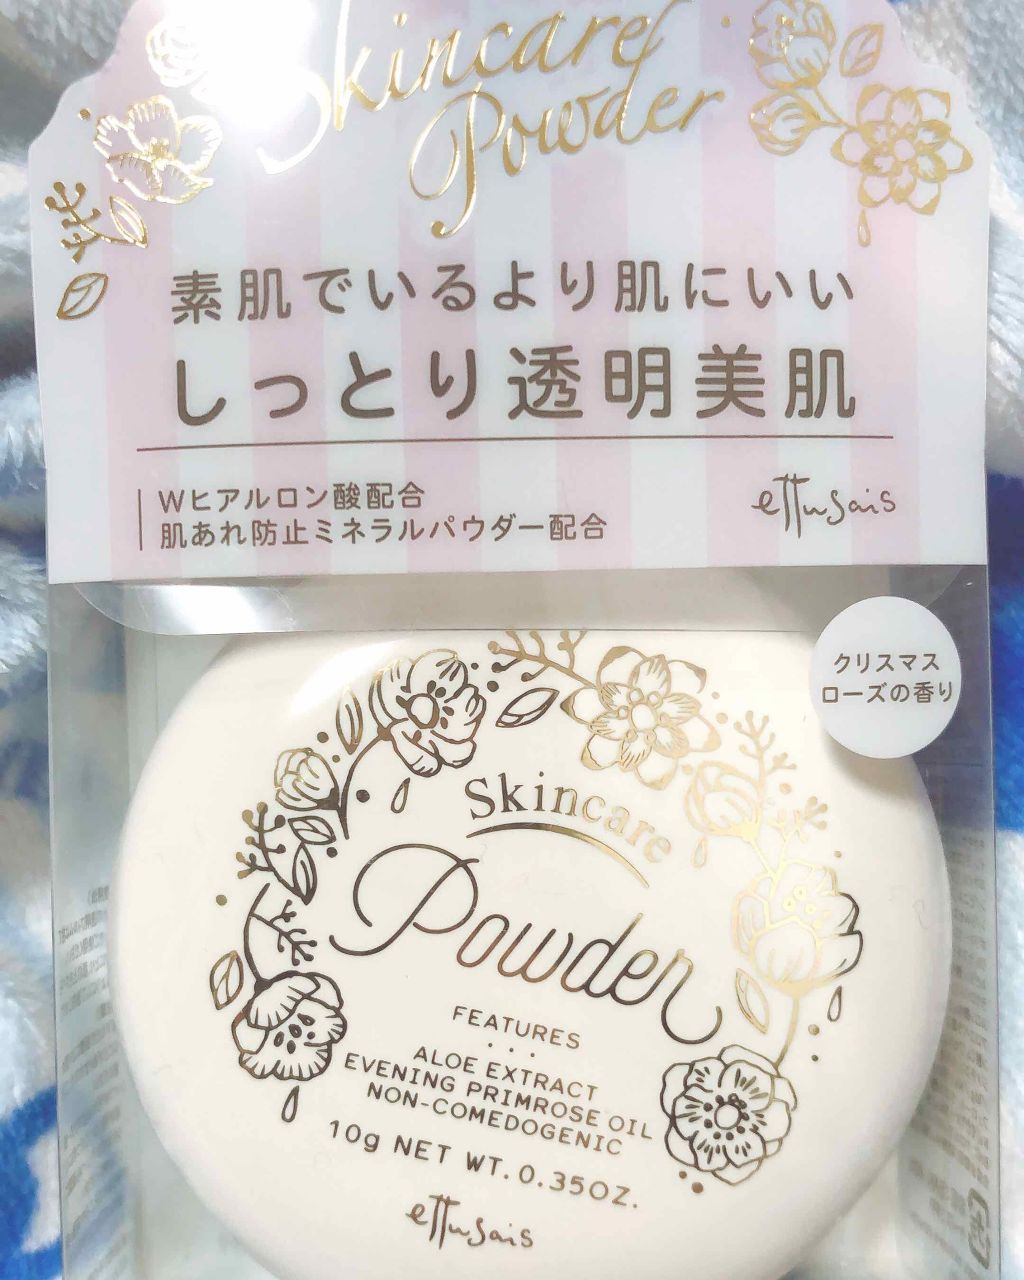 Skincare
Powder
素肌でいるより肌にいい
しっとり透明美肌
Wヒアルロン酸配合
肌あれ防止ミネラルパウダー配合
ettusais
クリスマス
ローズの香り
Skincare
Powder
FEATURES
ALOE EXTRACT
EVENING PRIMROSE OIL
NON-COMEDOGENIC
10g NET WT. 0.35OZ.
ettusais